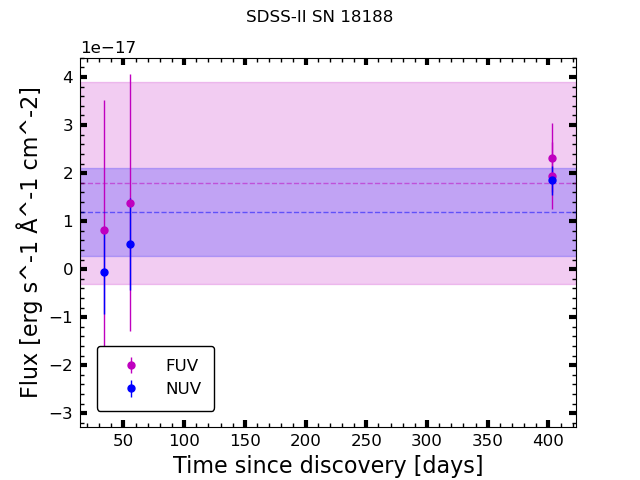 SDSS-II SN 18188
1e−17
4
3
2
1
0
−1
−2
−3
Flux [erg s^-1 Å^-1 cm^-2]
FUV
NUV
50 100 150 200 250 300 350 400
Time since discovery [days]